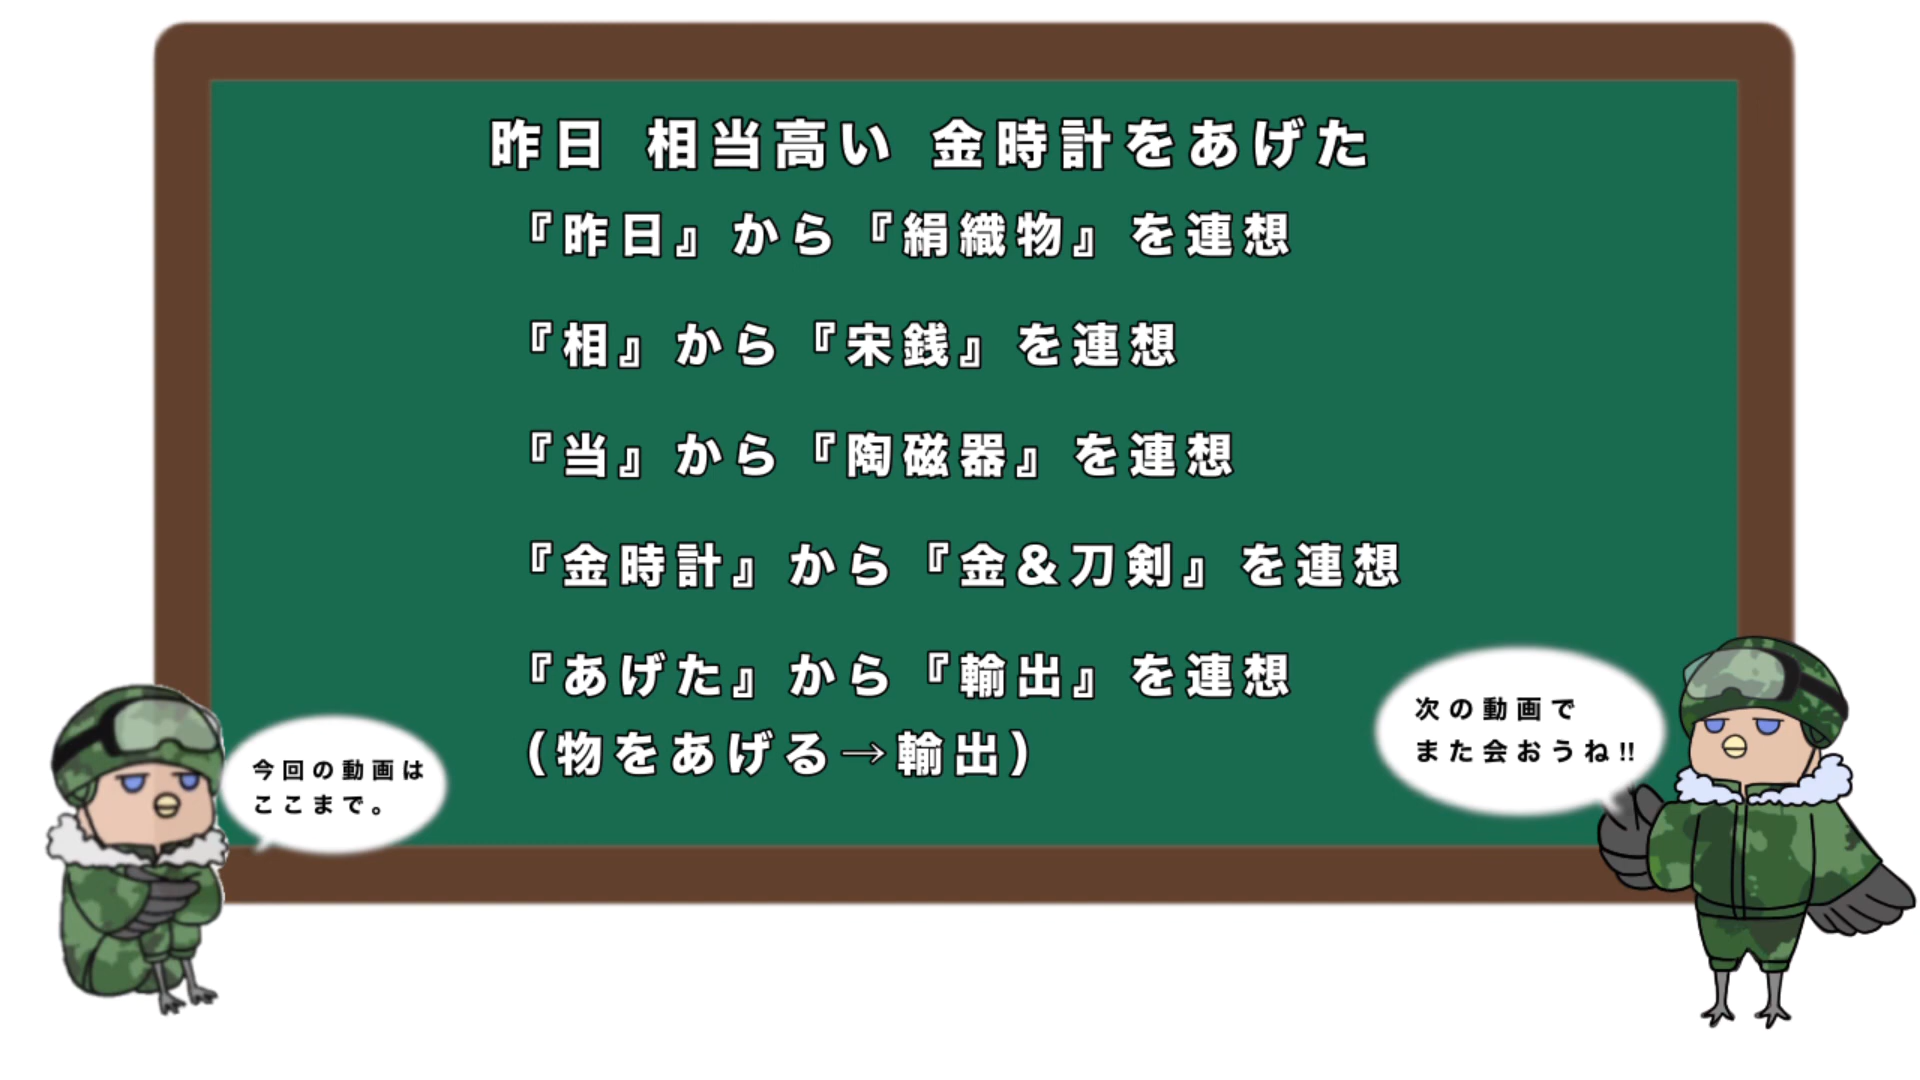 昨日 相当高い 金時計をあげた
『昨日』から『絹織物』を連想
『相』から『宋銭』を連想
『当』から『陶磁器』を連想
『金時計』から『金&刀剣』を連想
『あげた』から『輸出』を連想
(物をあげる→輸出)
今回の動画は
ここまで。
次の動画で
また会おうね!!